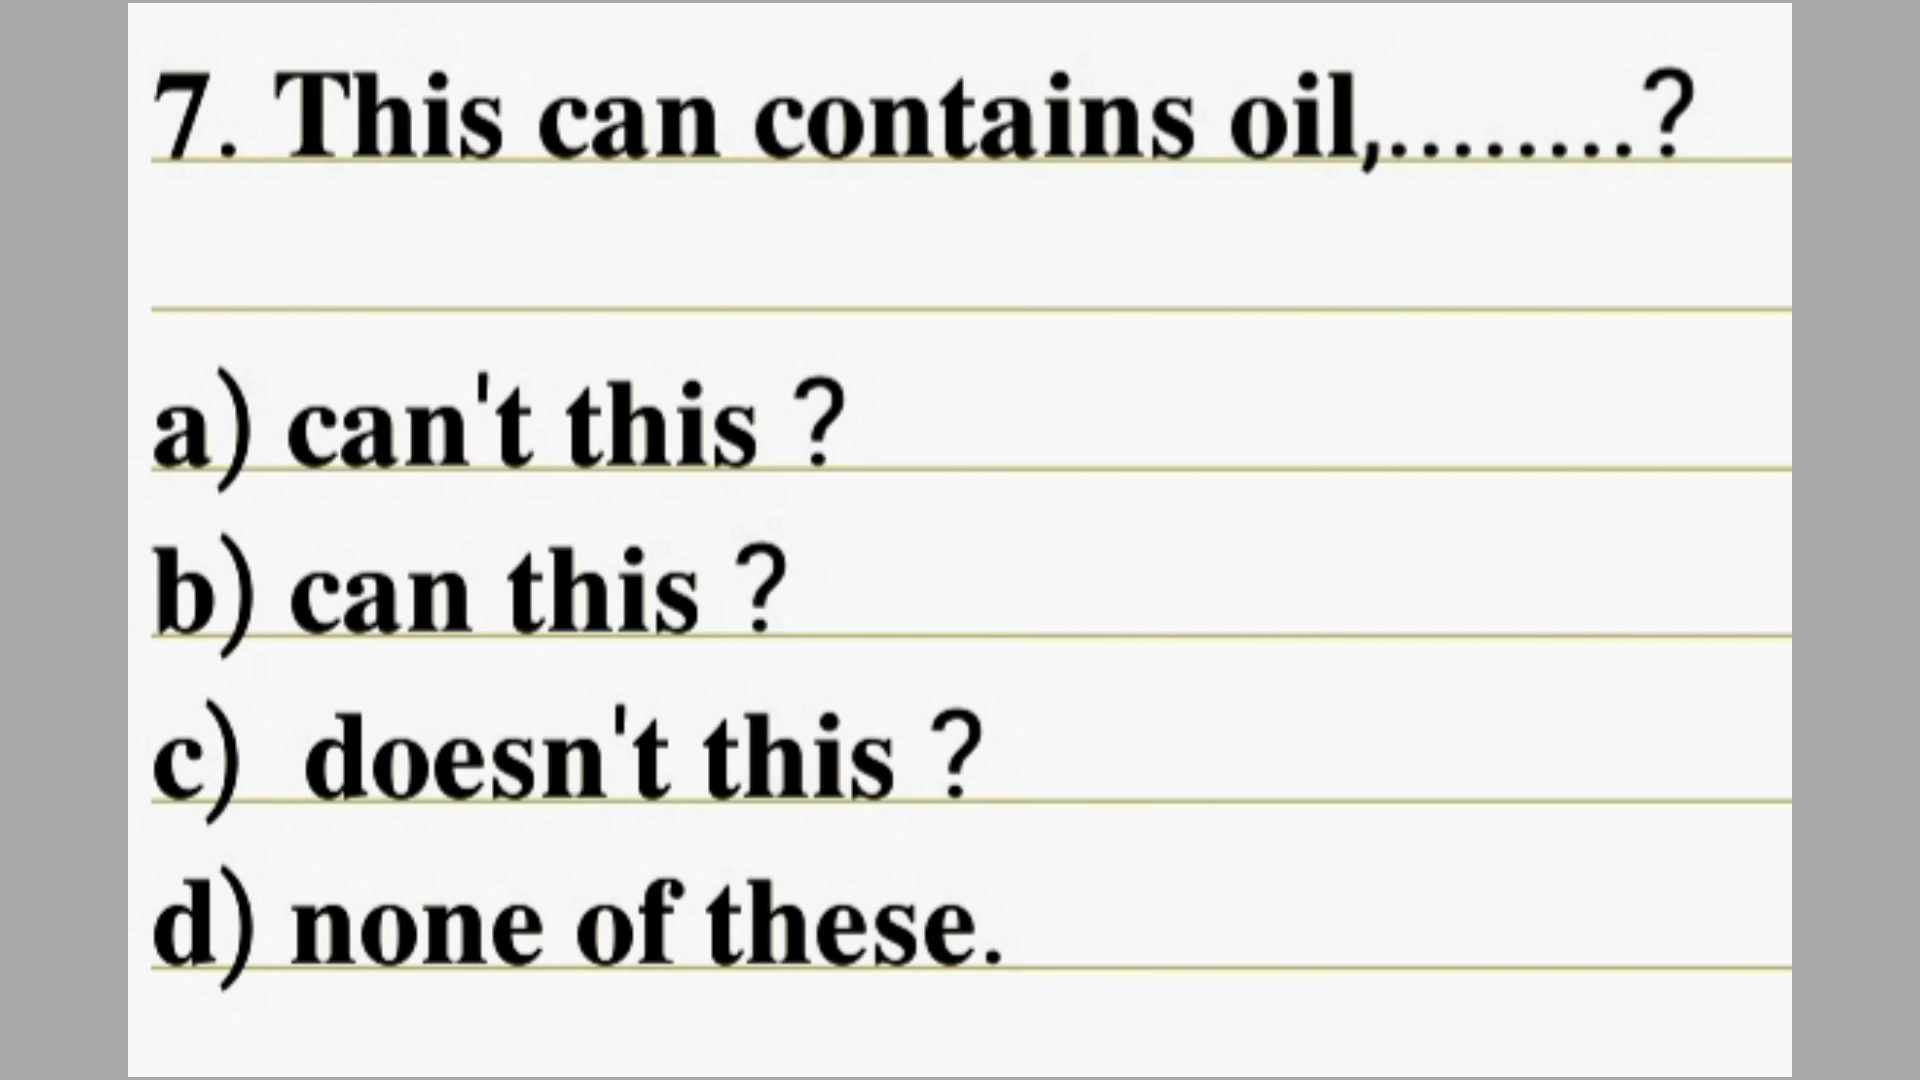 7. This can contains oil,........?
a) can't this ?
b) can this ?
c) doesn't this ?
d) none of these.